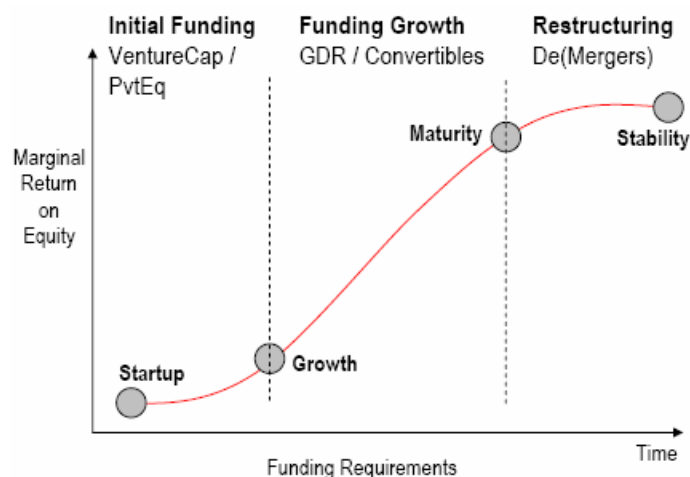 Initial Funding
VentureCap /
PvtEq
Funding Growth
GDR / Convertibles
Restructuring
De(Mergers)
Marginal
Return
on
Equity
Maturity
Stability
Startup
Growth
Time
Funding Requirements